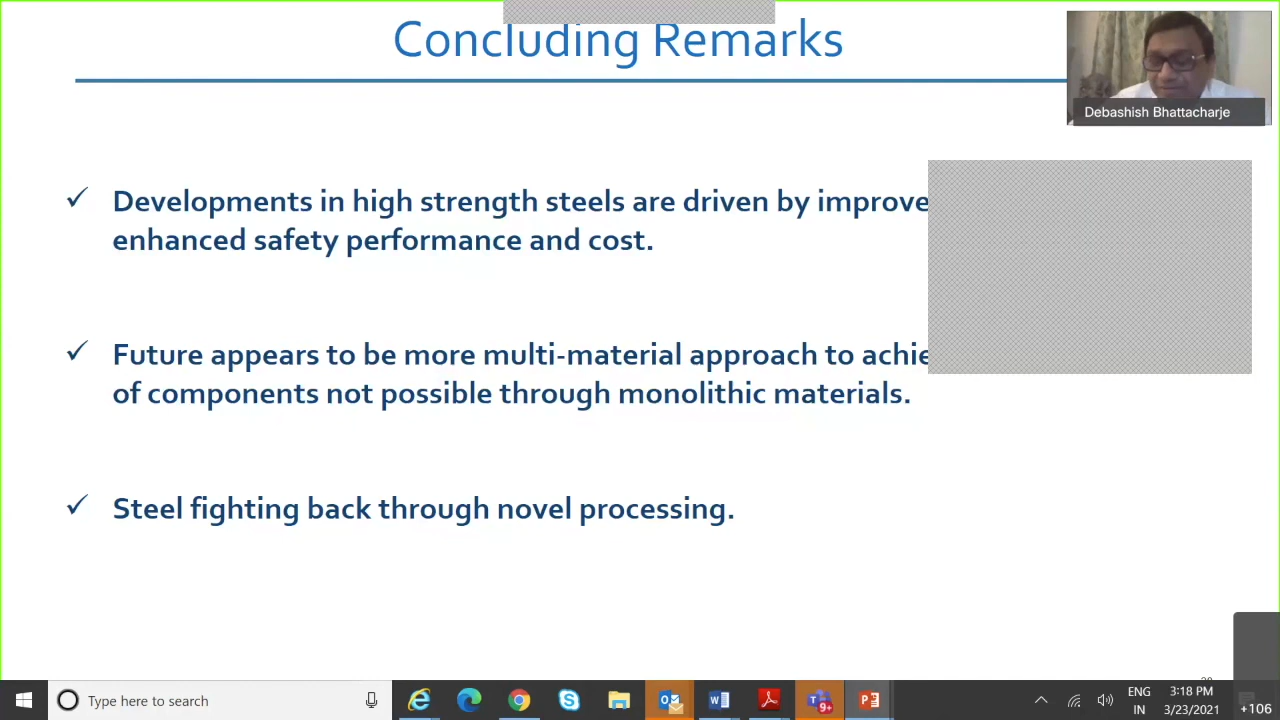 Concluding Remarks
Debashish Bhattacharje
✓ Developments in high strength steels are driven by improve
enhanced safety performance and cost.
✓ Future appears to be more multi-material approach to achie
of components not possible through monolithic materials.
✓ Steel fighting back through novel processing.
Type here to search
9+
ENG
IN
3:18 PM
3/23/2021
+106